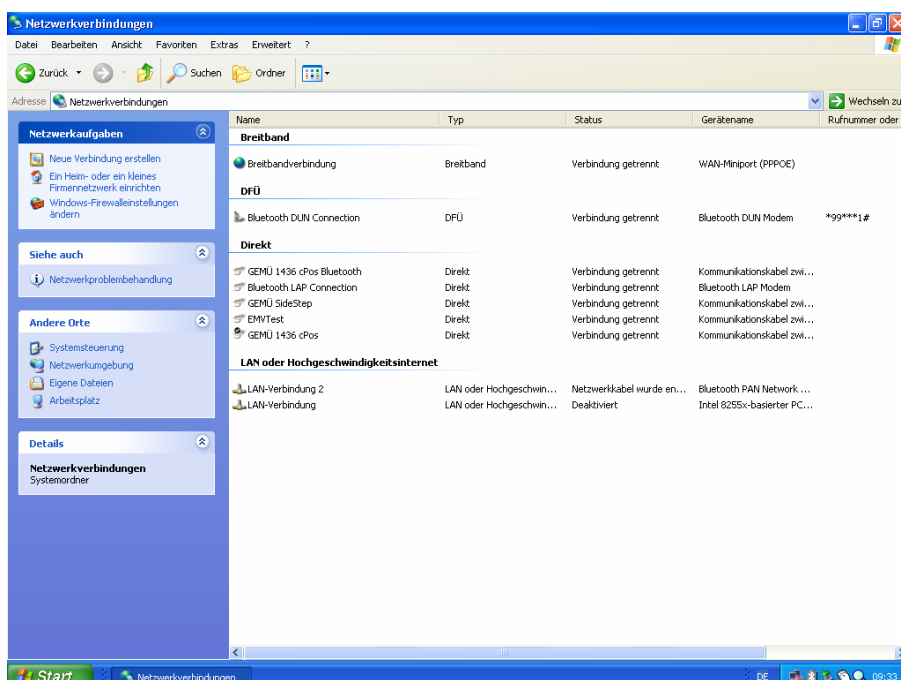 Netzwerkverbindungen
Datei Bearbeiten Ansicht Favoriten Extras Erweitert ?
Zurück Suchen Ordner
Adresse Netzwerkverbindungen Wechseln zu
Netzwerkaufgaben
Neue Verbindung erstellen
Ein Heim- oder ein kleines
Firmennetzwerk einrichten
Windows-Firewalleinstellungen
ändern
Siehe auch
Netzwerkproblembehandlung
Andere Orte
Systemsteuerung
Netzwerkumgebung
Eigene Dateien
Arbeitsplatz
Details
Netzwerkverbindungen
Systemordner
Name Typ Status Gerätename Rufnummer oder
Breitband
Breitbandverbindung Breitband Verbindung getrennt WAN-Miniport (PPPOE)
DFÜ
Bluetooth DUN Connection DFÜ Verbindung getrennt Bluetooth DUN Modem *99***1#
Direkt
GEMÜ 1436 cPos Bluetooth Direkt Verbindung getrennt Kommunikationskabel zwi...
Bluetooth LAP Connection Direkt Verbindung getrennt Bluetooth LAP Modem
GEMÜ SideStep Direkt Verbindung getrennt Kommunikationskabel zwi...
EMVTest Direkt Verbindung getrennt Kommunikationskabel zwi...
GEMÜ 1436 cPos Direkt Verbindung getrennt Kommunikationskabel zwi...
LAN oder Hochgeschwindigkeitsinternet
LAN-Verbindung 2 LAN oder Hochgeschwin... Netzwerkkabel wurde en... Bluetooth PAN Network ...
LAN-Verbindung LAN oder Hochgeschwin... Deaktiviert Intel 8255x-basierter PC...
Start Netzwerkverbindungen DE 09:33